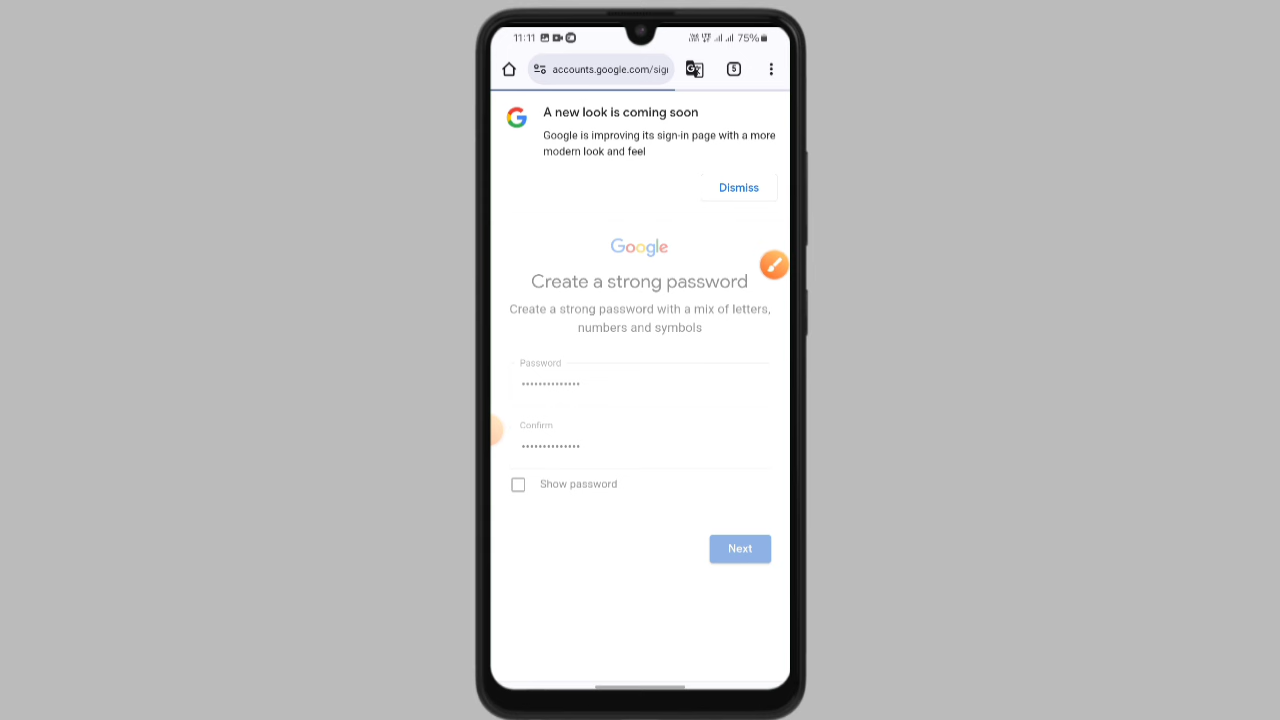 11:11 75%
accounts.google.com/sig 5
A new look is coming soon
Google is improving its sign-in page with a more
modern look and feel
Dismiss
Google
Create a strong password
Create a strong password with a mix of letters,
numbers and symbols
Password
••••••••••••••
Confirm
••••••••••••••
Show password
Next